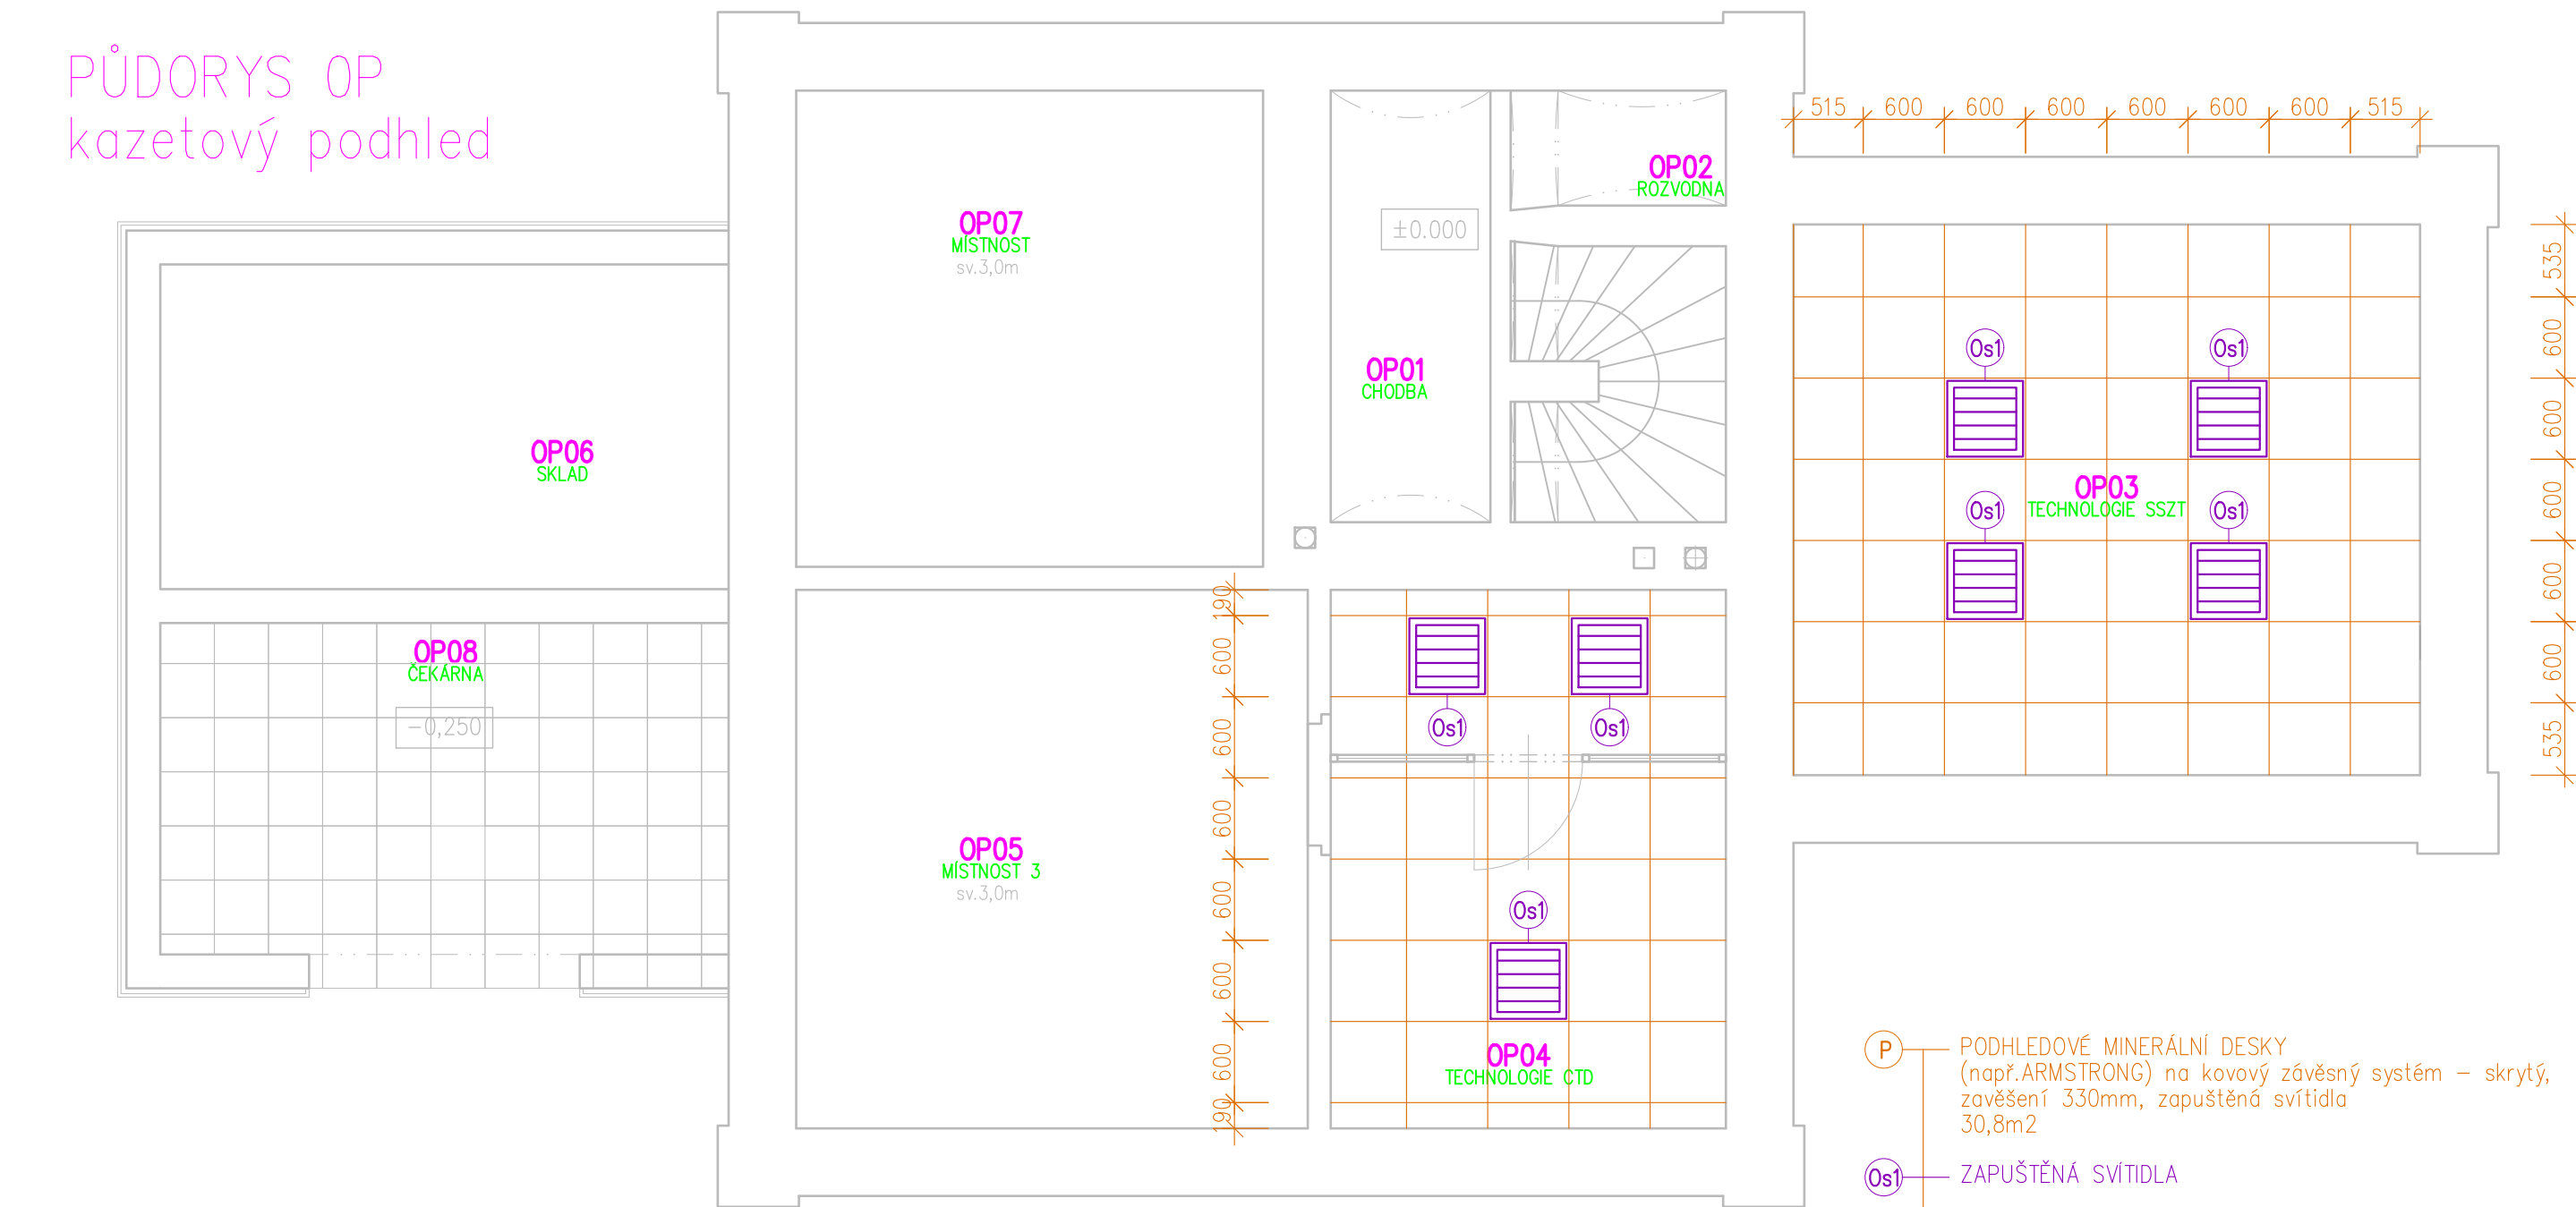 PŮDORYS OP
kazetový podhled
515 600 600 600 600 600 600 515
OP02
ROZVODNA
OP07
MÍSTNOST
sv.3,0m
±0.000
535
600
600
600
600
600
535
Os1
Os1
OP01
CHODBA
OP06
SKLAD
OP03
TECHNOLOGIE SSZT
Os1
Os1
190
600
600
600
600
600
600
190
OP08
ČEKÁRNA
-0,250
Os1
Os1
OP05
MÍSTNOST 3
sv.3,0m
Os1
OP04
TECHNOLOGIE CTD
P PODHLEDOVÉ MINERÁLNÍ DESKY
(např.ARMSTRONG) na kovový závěsný systém – skrytý,
zavěšení 330mm, zapuštěná svítidla
30,8m2
Os1 ZAPUŠTĚNÁ SVÍTIDLA